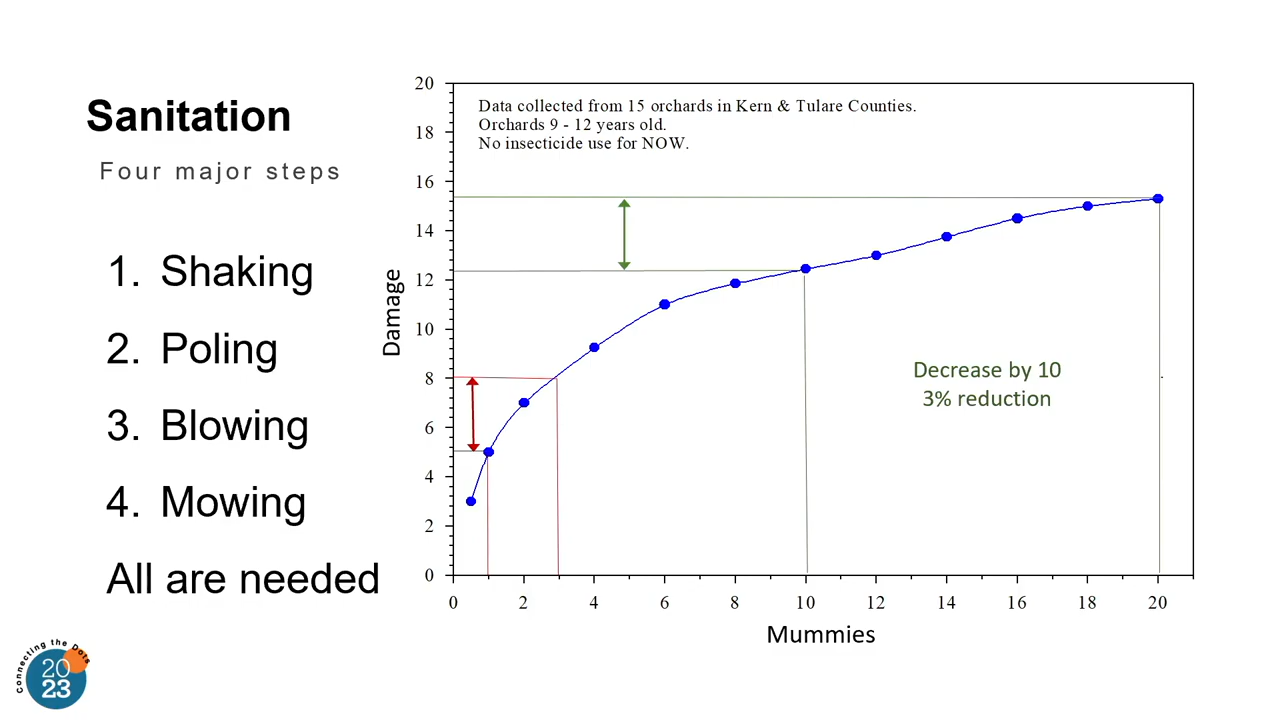 Sanitation
Four major steps
1. Shaking
2. Poling
3. Blowing
4. Mowing
All are needed
Data collected from 15 orchards in Kern & Tulare Counties.
Orchards 9 - 12 years old.
No insecticide use for NOW.
Decrease by 10
3% reduction
Damage
20
18
16
14
12
10
8
6
4
2
0
0 2 4 6 8 10 12 14 16 18 20
Mummies
Connecting the Dots
20
23